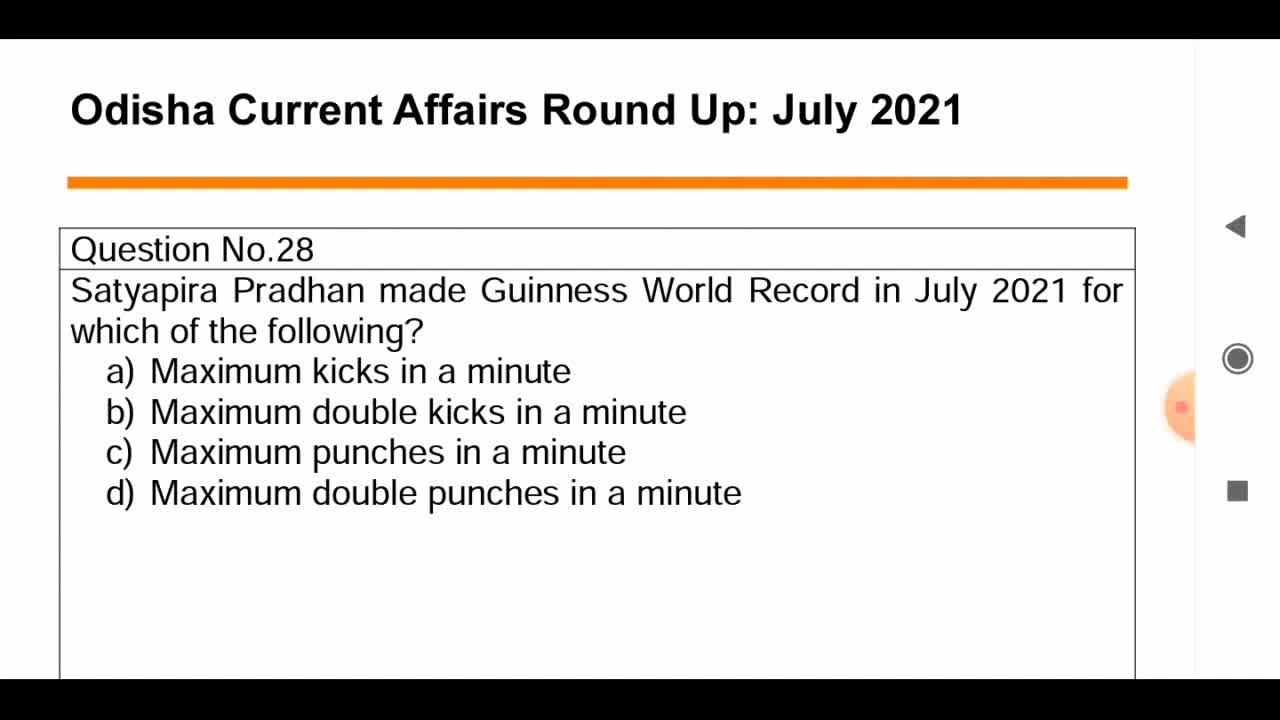 Odisha Current Affairs Round Up: July 2021
Question No.28
Satyapira Pradhan made Guinness World Record in July 2021 for
which of the following?
a) Maximum kicks in a minute
b) Maximum double kicks in a minute
c) Maximum punches in a minute
d) Maximum double punches in a minute